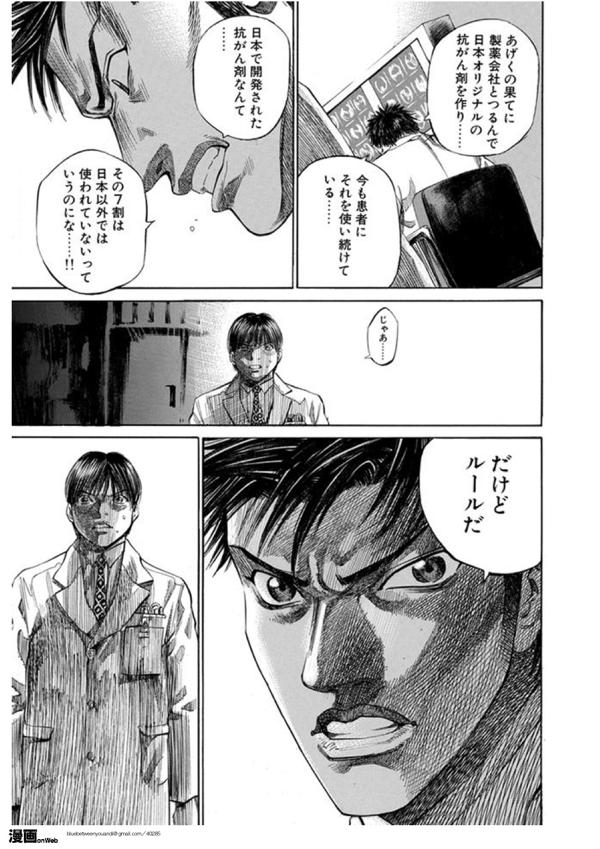 あげくの果てに
製薬会社とつるんで
日本オリジナルの
抗がん剤を作り……
今も患者に
それを使い続けて
いる……
日本で開発された
抗がん剤なんて
その7割は
日本以外では
使われていないって
いうのにな……!!
じゃあ……
だけど
ルールだ
漫画 on Web
bluebetweenyouandi@gmail.com/40285